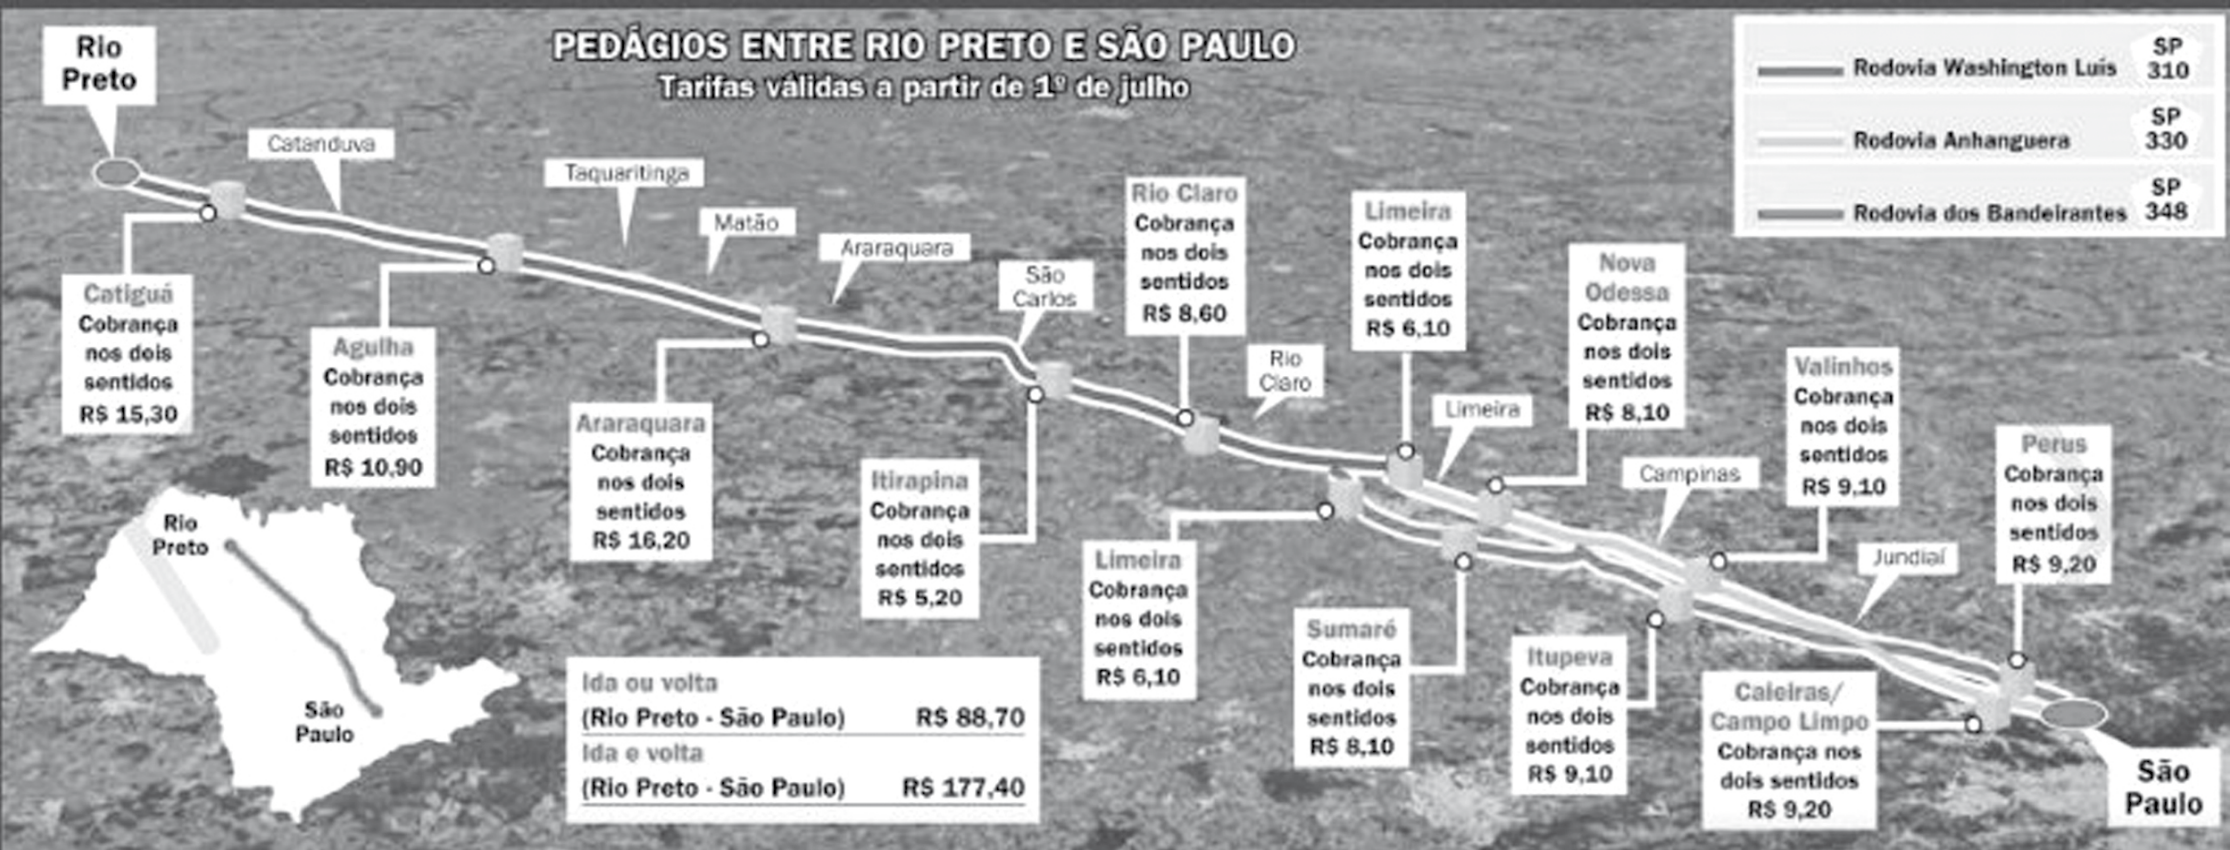 PEDÁGIOS ENTRE RIO PRETO E SÃO PAULO
Tarifas válidas a partir de 1º de julho
Rodovia Washington Luis
SP
310
Rodovia Anhanguera
SP
330
Rodovia dos Bandeirantes
SP
348
Rio
Preto
Catanduva
Taquaritinga
Matão
Araraquara
São
Carlos
Rio Claro
Cobrança
nos dois
sentidos
R$ 8,60
Limeira
Cobrança
nos dois
sentidos
R$ 6,10
Nova
Odessa
Cobrança
nos dois
sentidos
R$ 8,10
Rio
Claro
Limeira
Valinhos
Cobrança
nos dois
sentidos
R$ 9,10
Campinas
Perus
Cobrança
nos dois
sentidos
R$ 9,20
Jundiaí
Catiguá
Cobrança
nos dois
sentidos
R$ 15,30
Agulha
Cobrança
nos dois
sentidos
R$ 10,90
Araraquara
Cobrança
nos dois
sentidos
R$ 16,20
Itirapina
Cobrança
nos dois
sentidos
R$ 5,20
Limeira
Cobrança
nos dois
sentidos
R$ 6,10
Sumaré
Cobrança
nos dois
sentidos
R$ 8,10
Itupeva
Cobrança
nos dois
sentidos
R$ 9,10
Caieiras/
Campo Limpo
Cobrança nos
dois sentidos
R$ 9,20
São
Paulo
Rio
Preto
São
Paulo
Ida ou volta
(Rio Preto - São Paulo) R$ 88,70
Ida e volta
(Rio Preto - São Paulo) R$ 177,40